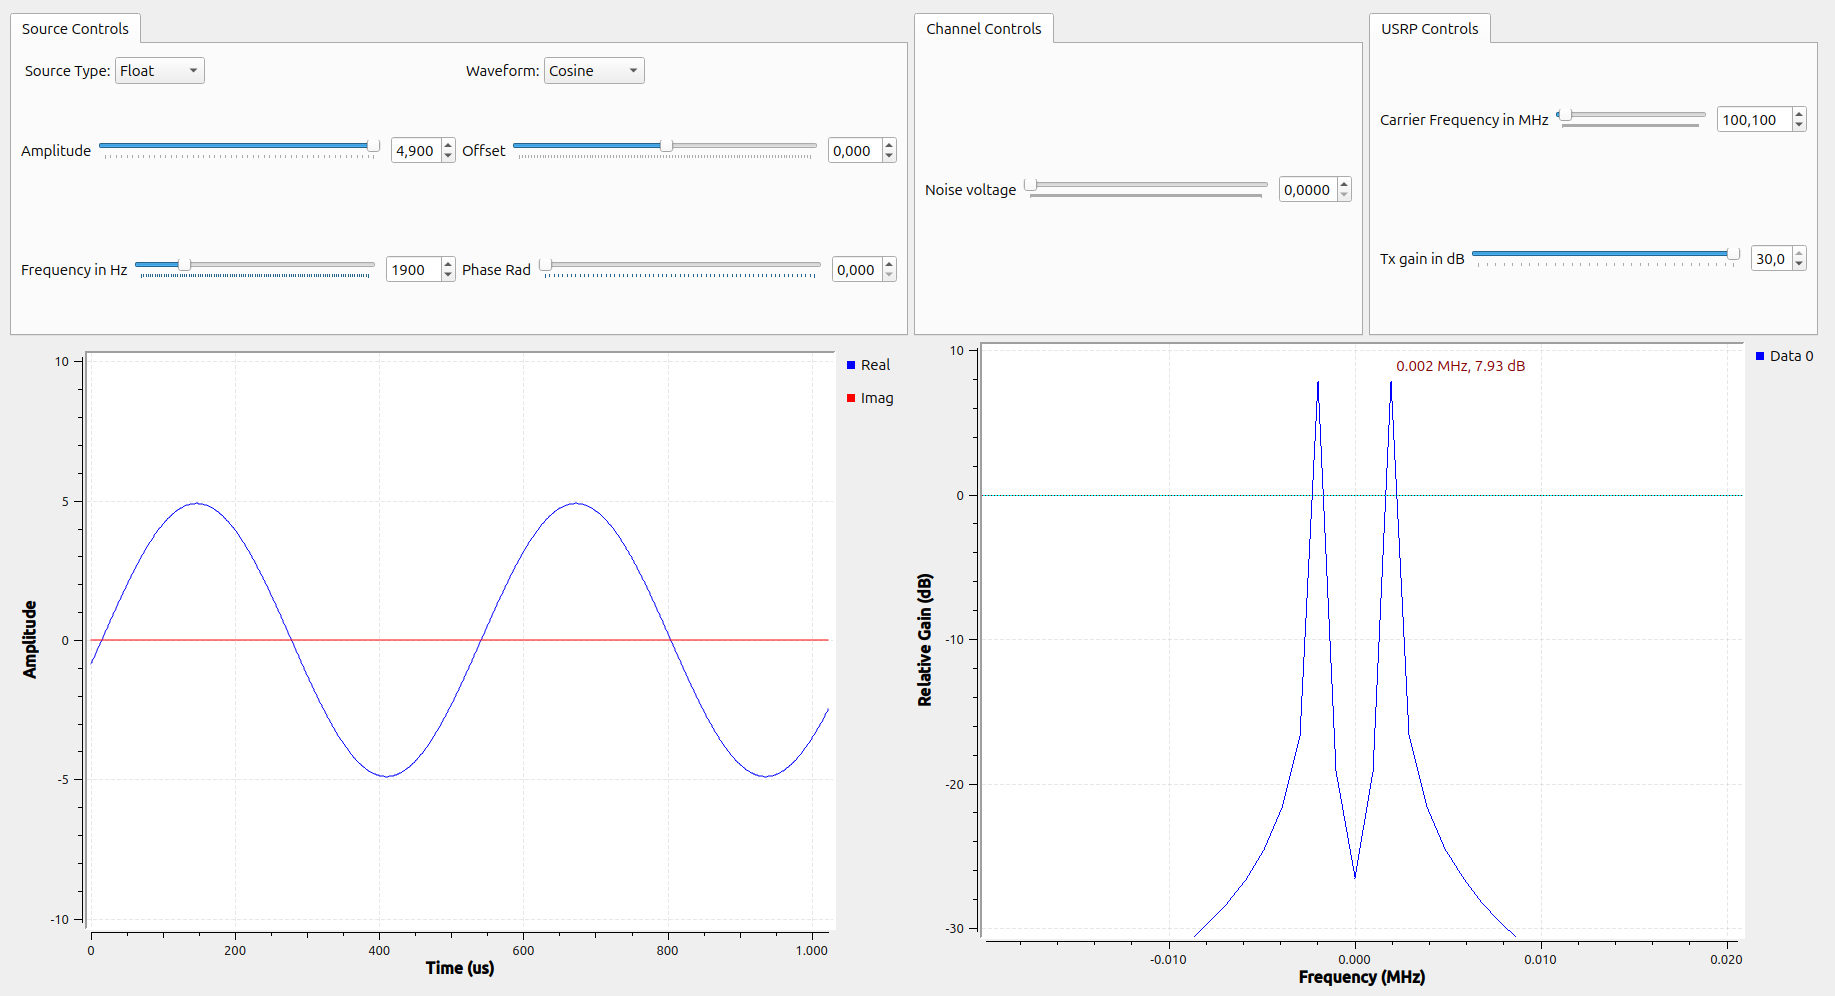 Source Controls
Source Type: Float
Waveform: Cosine
Amplitude
4,900
Offset
0,000
Frequency in Hz
1900
Phase Rad
0,000
Channel Controls
Noise voltage
0,0000
USRP Controls
Carrier Frequency in MHz
100,100
Tx gain in dB
30,0
10
5
0
-5
-10
Amplitude
0
200
400
600
800
1.000
Time (us)
Real
Imag
10
0
-10
-20
-30
Relative Gain (dB)
0.002 MHz, 7.93 dB
-0.010
0.000
0.010
0.020
Frequency (MHz)
Data 0